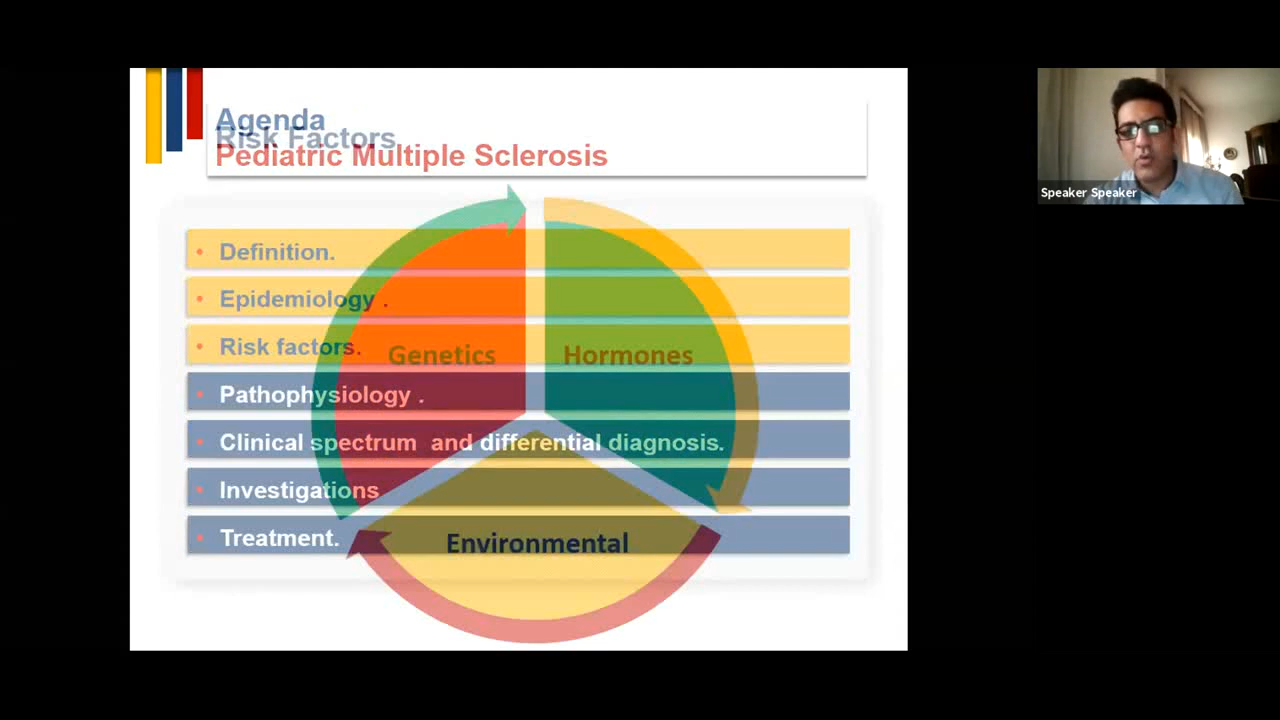 Agenda
Risk Factors
Pediatric Multiple Sclerosis
• Definition.
• Epidemiology .
• Risk factors.
Genetics
Hormones
• Pathophysiology .
• Clinical spectrum and differential diagnosis.
• Investigations
• Treatment.
Environmental
Speaker Speaker